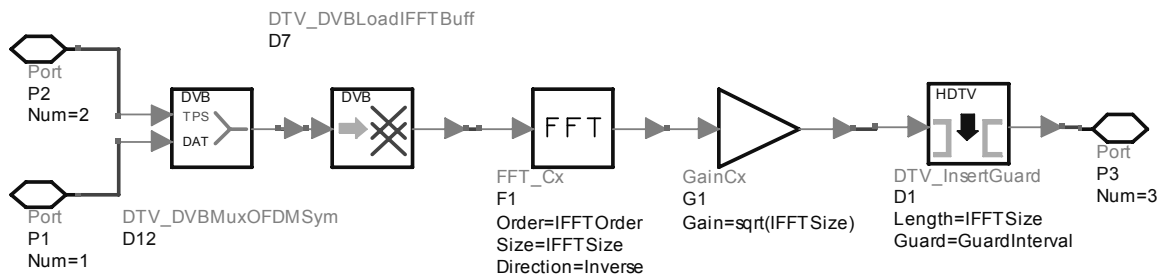 DTV_DVBLoadIFFTBuff
D7
Port
P2
Num=2
DVB
TPS
DAT
DVB
FFT
HDTV
Port
P1
Num=1
DTV_DVBMuxOFDMSym
D12
FFT_Cx
F1
Order=IFFTOrder
Size=IFFTSize
Direction=Inverse
GainCx
G1
Gain=sqrt(IFFTSize)
DTV_InsertGuard
D1
Length=IFFTSize
Guard=GuardInterval
Port
P3
Num=3